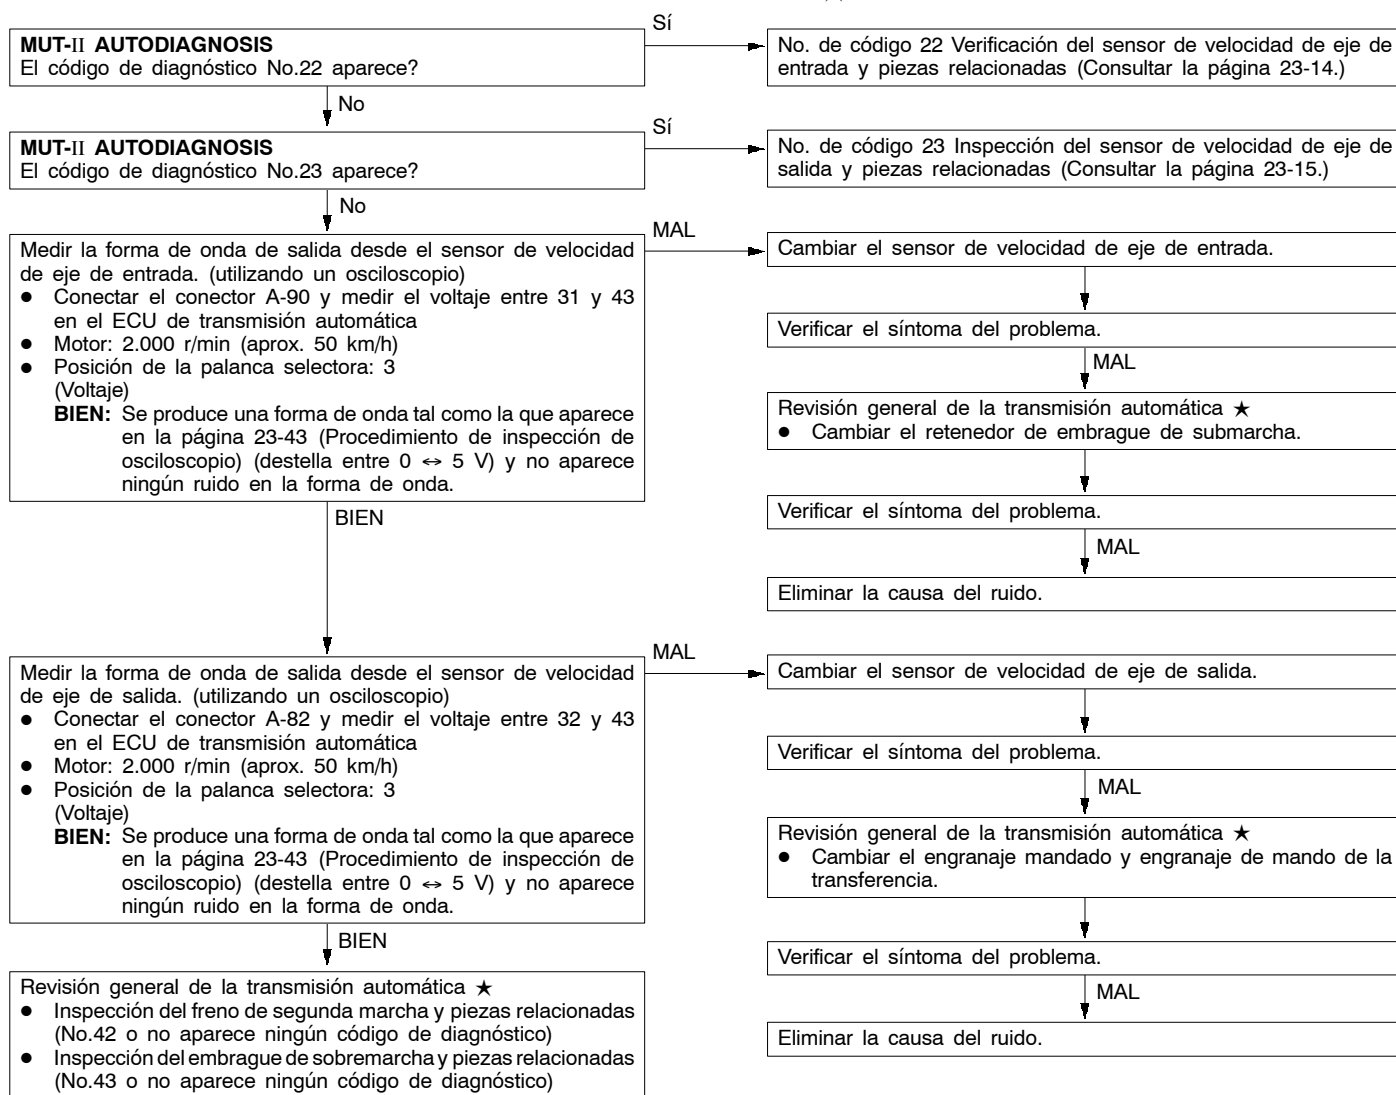 Sí
MUT-II AUTODIAGNOSIS
El código de diagnóstico No.22 aparece?
No. de código 22 Verificación del sensor de velocidad de eje de
entrada y piezas relacionadas (Consultar la página 23-14.)
No
Sí
MUT-II AUTODIAGNOSIS
El código de diagnóstico No.23 aparece?
No. de código 23 Inspección del sensor de velocidad de eje de
salida y piezas relacionadas (Consultar la página 23-15.)
No
MAL
Medir la forma de onda de salida desde el sensor de velocidad
de eje de entrada. (utilizando un osciloscopio)
● Conectar el conector A-90 y medir el voltaje entre 31 y 43
en el ECU de transmisión automática
● Motor: 2.000 r/min (aprox. 50 km/h)
● Posición de la palanca selectora: 3
(Voltaje)
BIEN: Se produce una forma de onda tal como la que aparece
en la página 23-43 (Procedimiento de inspección de
osciloscopio) (destella entre 0 ↔ 5 V) y no aparece
ningún ruido en la forma de onda.
Cambiar el sensor de velocidad de eje de entrada.
Verificar el síntoma del problema.
MAL
Revisión general de la transmisión automática ★
● Cambiar el retenedor de embrague de submarcha.
Verificar el síntoma del problema.
MAL
Eliminar la causa del ruido.
BIEN
MAL
Medir la forma de onda de salida desde el sensor de velocidad
de eje de salida. (utilizando un osciloscopio)
● Conectar el conector A-82 y medir el voltaje entre 32 y 43
en el ECU de transmisión automática
● Motor: 2.000 r/min (aprox. 50 km/h)
● Posición de la palanca selectora: 3
(Voltaje)
BIEN: Se produce una forma de onda tal como la que aparece
en la página 23-43 (Procedimiento de inspección de
osciloscopio) (destella entre 0 ↔ 5 V) y no aparece
ningún ruido en la forma de onda.
Cambiar el sensor de velocidad de eje de salida.
Verificar el síntoma del problema.
MAL
Revisión general de la transmisión automática ★
● Cambiar el engranaje mandado y engranaje de mando de la
transferencia.
Verificar el síntoma del problema.
MAL
Eliminar la causa del ruido.
BIEN
Revisión general de la transmisión automática ★
● Inspección del freno de segunda marcha y piezas relacionadas
(No.42 o no aparece ningún código de diagnóstico)
● Inspección del embrague de sobremarcha y piezas relacionadas
(No.43 o no aparece ningún código de diagnóstico)